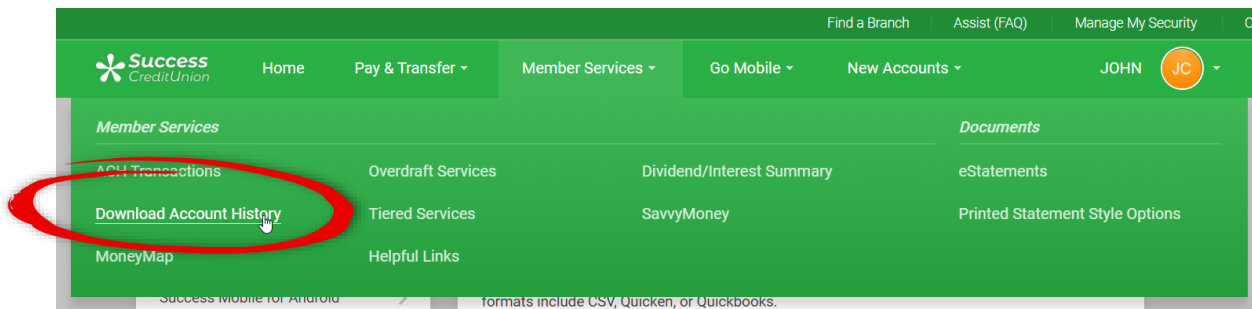 Find a Branch Assist (FAQ) Manage My Security
Success
CreditUnion
Home Pay & Transfer Member Services Go Mobile New Accounts JOHN JC
Member Services Documents
ACH Transactions Overdraft Services Dividend/Interest Summary eStatements
Download Account History Tiered Services SavvyMoney Printed Statement Style Options
MoneyMap Helpful Links
Success Mobile for Android formats include CSV, Quicken, or Quickbooks.